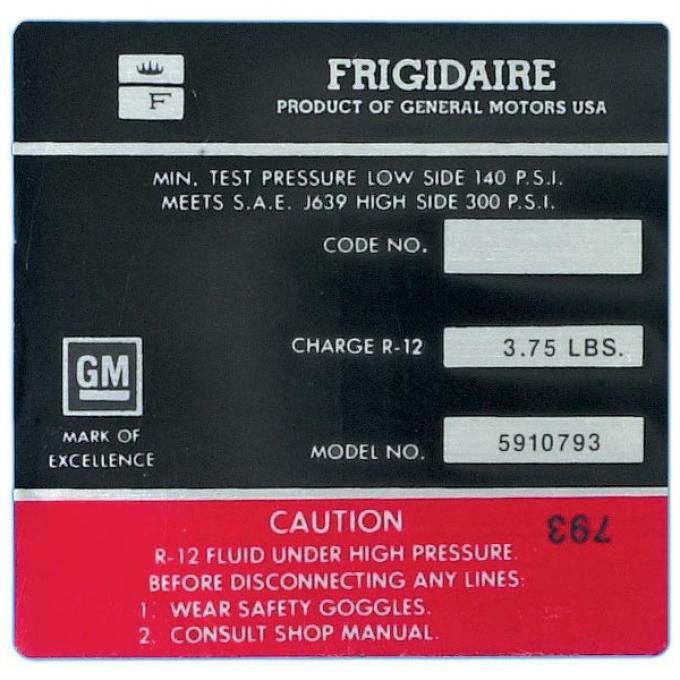 FRIGIDAIRE
F
PRODUCT OF GENERAL MOTORS USA
MIN. TEST PRESSURE LOW SIDE 140 P.S.I.
MEETS S.A.E. J639 HIGH SIDE 300 P.S.I.
CODE NO.
CHARGE R-12 3.75 LBS.
GM
MARK OF
EXCELLENCE
MODEL NO. 5910793
CAUTION
793
R-12 FLUID UNDER HIGH PRESSURE.
BEFORE DISCONNECTING ANY LINES:
1. WEAR SAFETY GOGGLES.
2. CONSULT SHOP MANUAL.